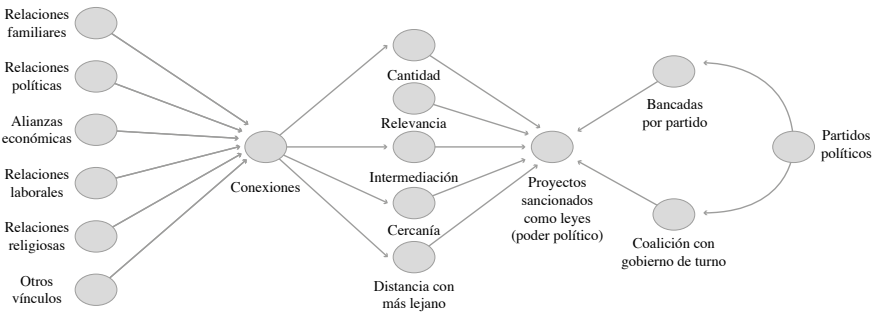 Relaciones
familiares
Relaciones
políticas
Alianzas
económicas
Relaciones
laborales
Relaciones
religiosas
Otros
vínculos
Conexiones
Cantidad
Relevancia
Intermediación
Cercanía
Distancia con
más lejano
Proyectos
sancionados
como leyes
(poder político)
Bancadas
por partido
Coalición con
gobierno de turno
Partidos
políticos